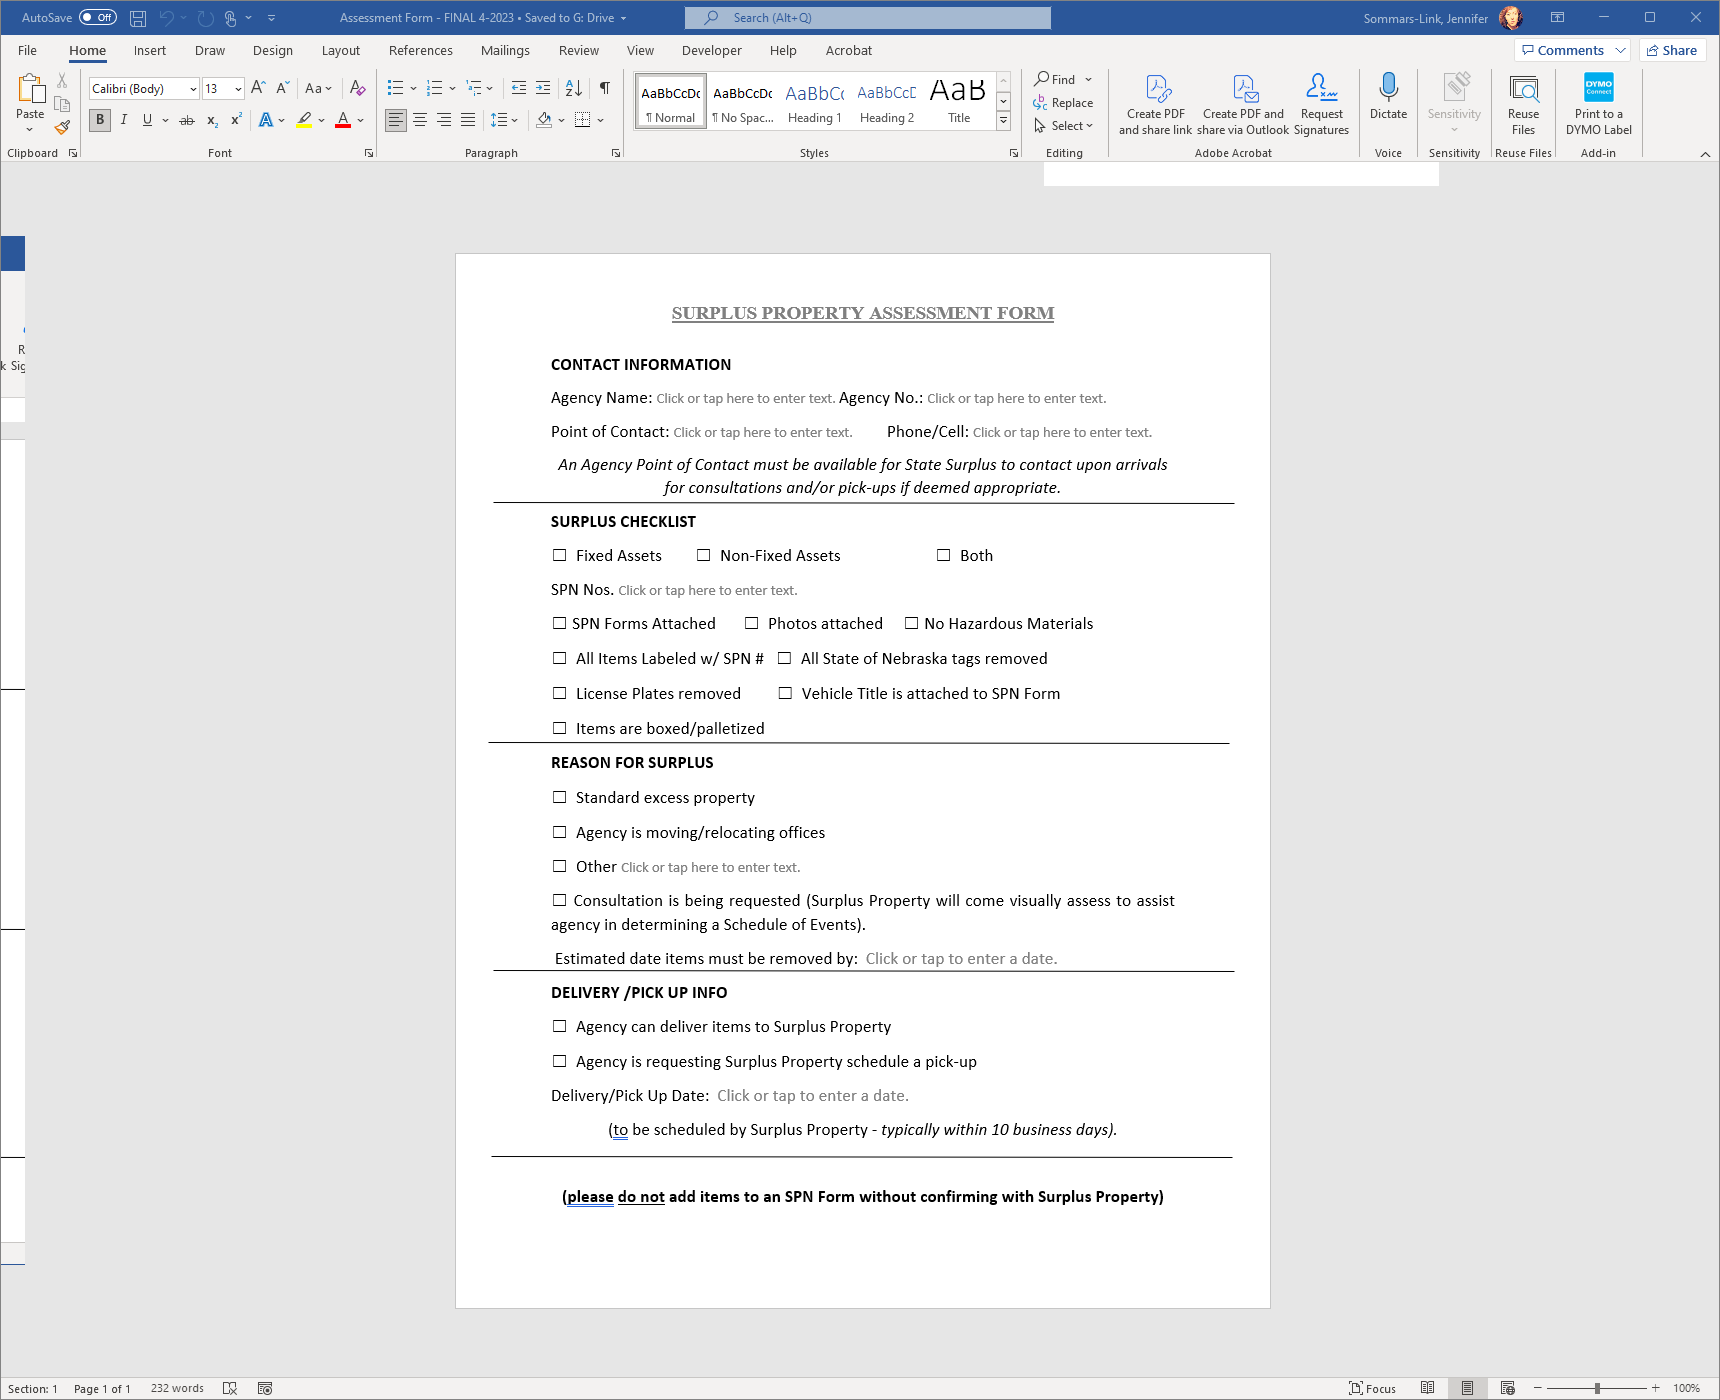 AutoSave Off Assessment Form - FINAL 4-2023 • Saved to G: Drive Search (Alt+Q) Sommars-Link, Jennifer
File Home Insert Draw Design Layout References Mailings Review View Developer Help Acrobat Comments Share
Paste
Clipboard
Calibri (Body) 13 A A Aa A
B I U ab x₂ x² A A
Font
Paragraph
AaBbCcDc AaBbCcDc AaBbCc AaBbCcD AaB
¶ Normal ¶ No Spac... Heading 1 Heading 2 Title
Styles
Find
Replace
Select
Editing
Create PDF and share link
Create PDF and share via Outlook
Request Signatures
Adobe Acrobat
Dictate
Voice
Sensitivity
Sensitivity
Reuse Files
Reuse Files
DYMO Connect
Print to a DYMO Label
Add-in
R
k Sig
SURPLUS PROPERTY ASSESSMENT FORM
CONTACT INFORMATION
Agency Name: Click or tap here to enter text. Agency No.: Click or tap here to enter text.
Point of Contact: Click or tap here to enter text. Phone/Cell: Click or tap here to enter text.
An Agency Point of Contact must be available for State Surplus to contact upon arrivals
for consultations and/or pick-ups if deemed appropriate.
SURPLUS CHECKLIST
☐ Fixed Assets ☐ Non-Fixed Assets ☐ Both
SPN Nos. Click or tap here to enter text.
☐ SPN Forms Attached ☐ Photos attached ☐ No Hazardous Materials
☐ All Items Labeled w/ SPN # ☐ All State of Nebraska tags removed
☐ License Plates removed ☐ Vehicle Title is attached to SPN Form
☐ Items are boxed/palletized
REASON FOR SURPLUS
☐ Standard excess property
☐ Agency is moving/relocating offices
☐ Other Click or tap here to enter text.
☐ Consultation is being requested (Surplus Property will come visually assess to assist
agency in determining a Schedule of Events).
Estimated date items must be removed by: Click or tap to enter a date.
DELIVERY /PICK UP INFO
☐ Agency can deliver items to Surplus Property
☐ Agency is requesting Surplus Property schedule a pick-up
Delivery/Pick Up Date: Click or tap to enter a date.
(to be scheduled by Surplus Property - typically within 10 business days).
(please do not add items to an SPN Form without confirming with Surplus Property)
Section: 1 Page 1 of 1 232 words Focus 100%